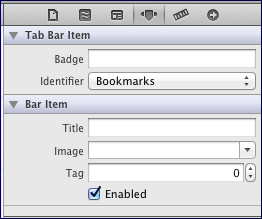 Tab Bar Item
Badge
Identifier Bookmarks
Bar Item
Title
Image
Tag 0
Enabled